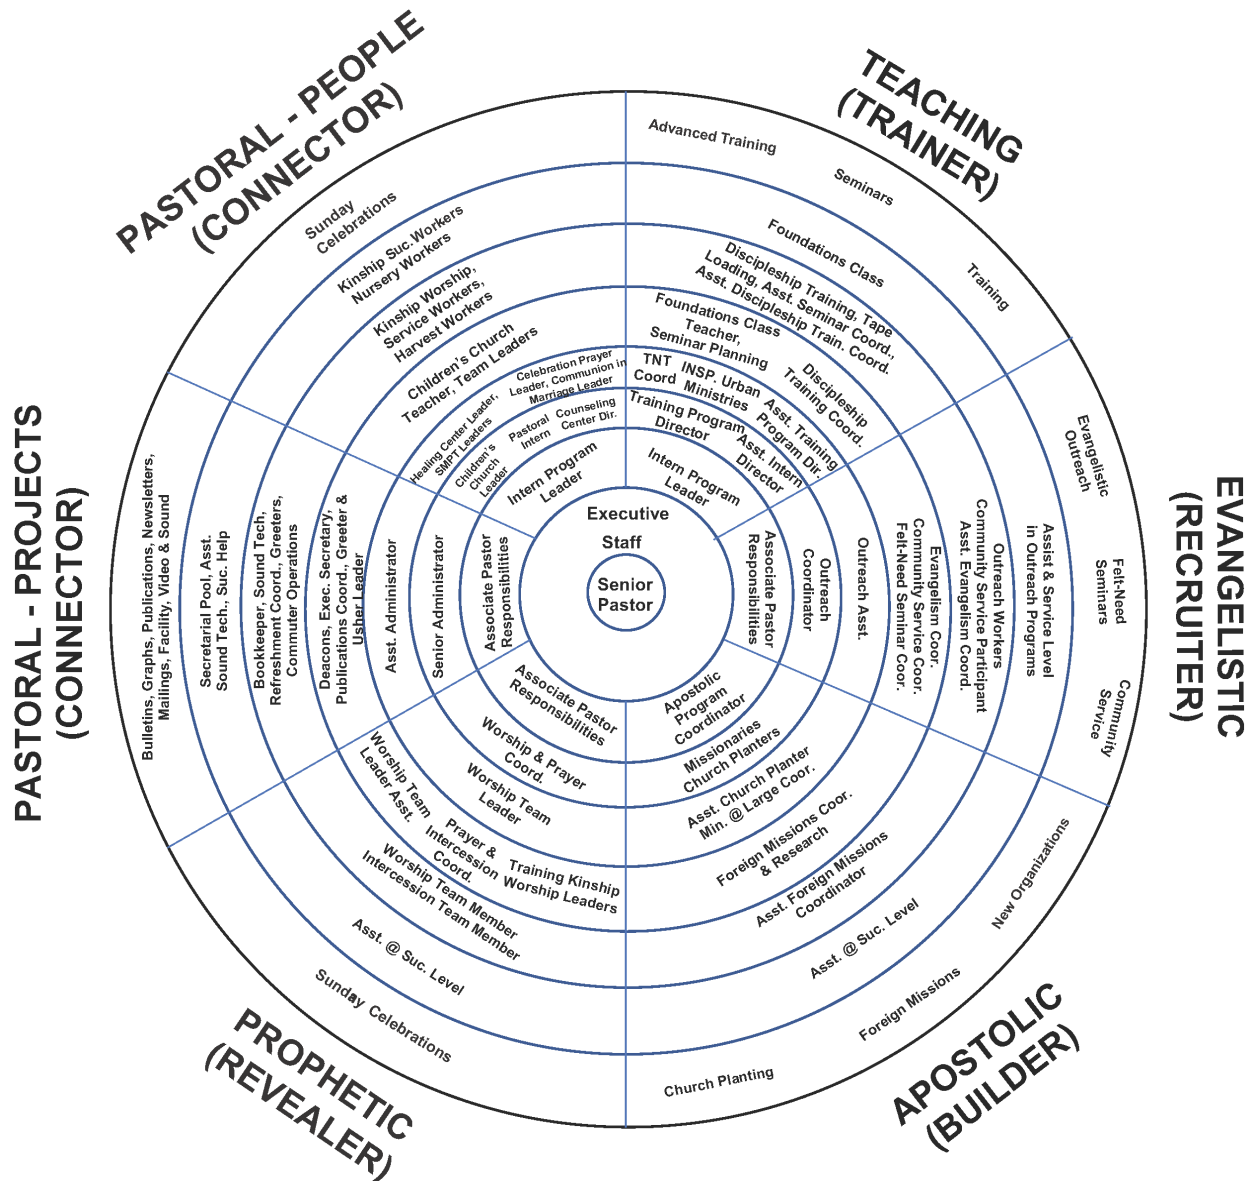 PASTORAL - PEOPLE
(CONNECTOR)
Sunday
Celebrations
Kinship Suc. Workers
Nursery Workers
Kinship Worship,
Service Workers,
Harvest Workers
Children's Church
Teacher, Team Leaders
Healing Center Leader,
SMPT Leaders
Celebration Prayer
Leader, Communion in
Marriage Leader
Children's
Church
Leader
Pastoral
Intern
Counseling
Center Dir.
Intern Program
Leader
TEACHING
(TRAINER)
Advanced Training
Seminars
Training
Foundations Class
Discipleship Training, Tape
Loading, Asst. Seminar Coord.,
Asst. Discipleship Train. Coord.
Foundations Class
Teacher,
Seminar Planning
Discipleship
Training Coord.
TNT
Coord
INSP. Urban
Ministries
Asst. Training
Program Dir.
Training Program
Director
Asst. Intern
Director
Intern Program
Leader
EVANGELISTIC
(RECRUITER)
Evangelistic
Outreach
Felt-Need
Seminars
Community
Service
Assist & Service Level
in Outreach Programs
Outreach Workers
Community Service Participant
Asst. Evangelism Coord.
Evangelism Coor.
Community Service Coor.
Felt-Need Seminar Coor.
Outreach Asst.
Outreach
Coordinator
Associate Pastor
Responsibilities
APOSTOLIC
(BUILDER)
New Organizations
Foreign Missions
Church Planting
Asst. @ Suc. Level
Asst. Foreign Missions
Coordinator
Foreign Missions Coor.
& Research
Asst. Church Planter
Min. @ Large Coor.
Missionaries
Church Planters
Apostolic
Program
Coordinator
PROPHETIC
(REVEALER)
Sunday Celebrations
Asst. @ Suc. Level
Worship Team Member
Intercession Team Member
Worship Team
Leader Asst.
Prayer &
Intercession
Coord.
Training Kinship
Worship Leaders
Worship Team
Leader
Worship & Prayer
Coord.
Associate Pastor
Responsibilities
PASTORAL - PROJECTS
(CONNECTOR)
Bulletins, Graphs, Publications, Newsletters,
Mailings, Facility, Video & Sound
Secretarial Pool, Asst.
Sound Tech., Suc. Help
Bookkeeper, Sound Tech,
Refreshment Coord., Greeters,
Commuter Operations
Deacons, Exec. Secretary,
Publications Coord., Greeter &
Usher Leader
Asst. Administrator
Senior Administrator
Associate Pastor
Responsibilities
Executive
Staff
Senior
Pastor